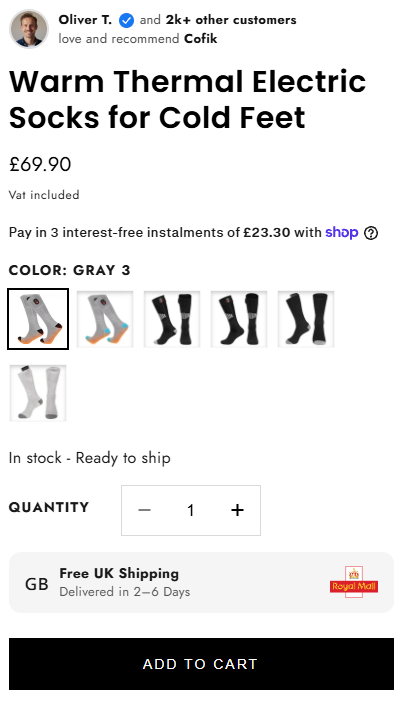 Oliver T. and 2k+ other customers
love and recommend Cofik
Warm Thermal Electric
Socks for Cold Feet
£69.90
Vat included
Pay in 3 interest-free instalments of £23.30 with shop
COLOR: GRAY 3
In stock - Ready to ship
QUANTITY − 1 +
GB Free UK Shipping
Delivered in 2–6 Days
Royal Mail
ADD TO CART